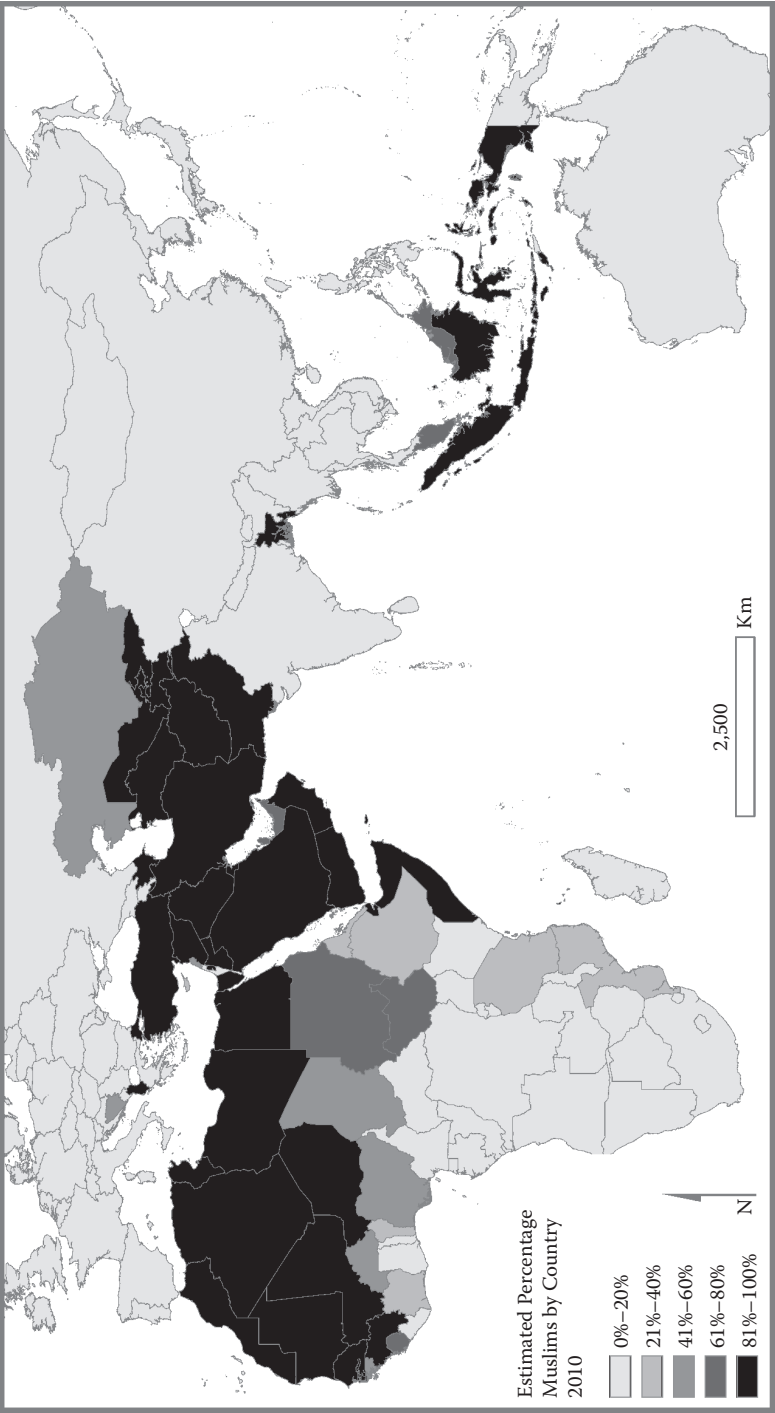 Estimated Percentage
Muslims by Country
2010
0%–20%
21%–40%
41%–60%
61%–80%
81%–100%
N
2,500
Km